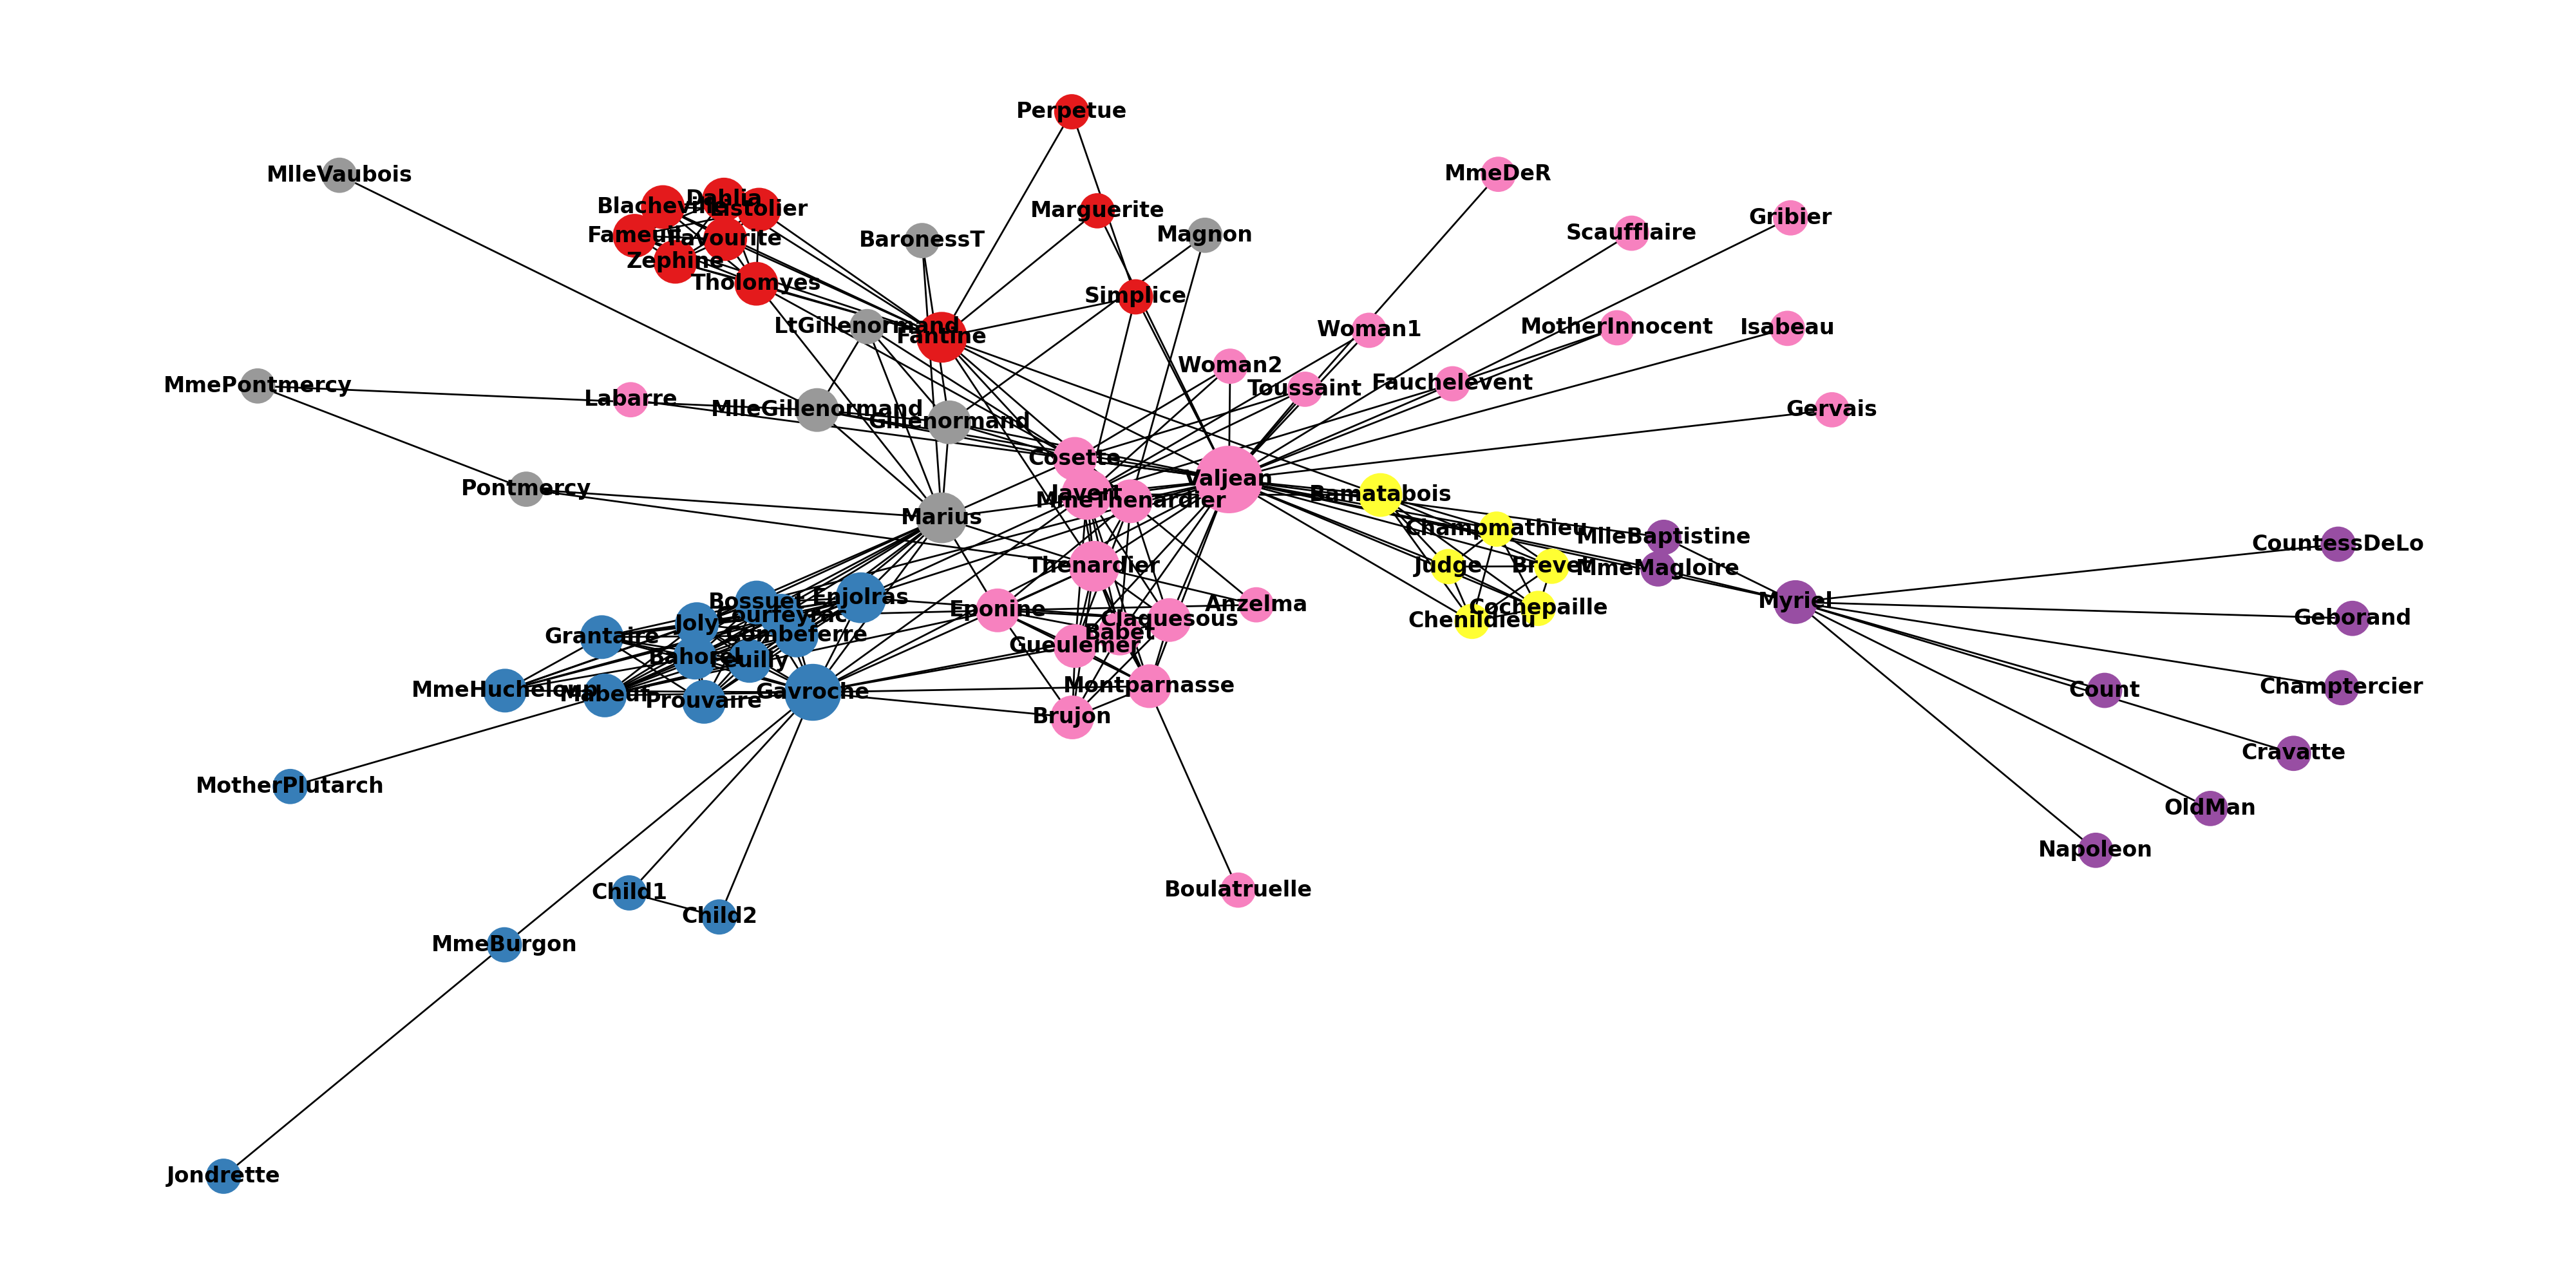 Perpetue
MlleVaubois
MmeDeR
Blacheville
Dahlia
Listolier
Marguerite
Gribier
Fameuil
Favourite
BaronessT
Magnon
Scaufflaire
Zephine
Tholomyes
Simplice
LtGillenormand
Fantine
Woman1
MotherInnocent
Isabeau
Woman2
MmePontmercy
Toussaint
Fauchelevent
Labarre
MlleGillenormand
Gillenormand
Gervais
Cosette
Valjean
Pontmercy
Javert
MmeThenardier
Bamatabois
Marius
Champmathieu
MlleBaptistine
CountessDeLo
Thenardier
Judge
Brevet
MmeMagloire
Bossuet
Enjolras
Myriel
Joly
Courfeyrac
Eponine
Anzelma
Claquesous
Chenildieu
Cochepaille
Geborand
Grantaire
Combeferre
Babet
Gueulemer
Bahorel
Feuilly
MmeHucheloup
Mabeuf
Prouvaire
Gavroche
Montparnasse
Count
Champtercier
Brujon
Cravatte
MotherPlutarch
OldMan
Napoleon
Child1
Boulatruelle
Child2
MmeBurgon
Jondrette